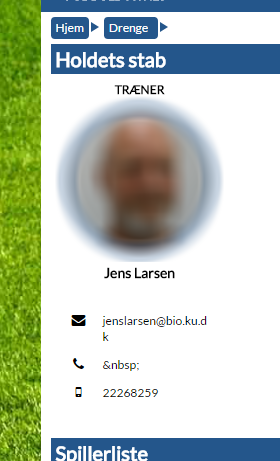 Hjem
Drenge
Holdets stab
TRÆNER
Jens Larsen
jenslarsen@bio.ku.d
k
&nbsp;
22268259
Spillerliste